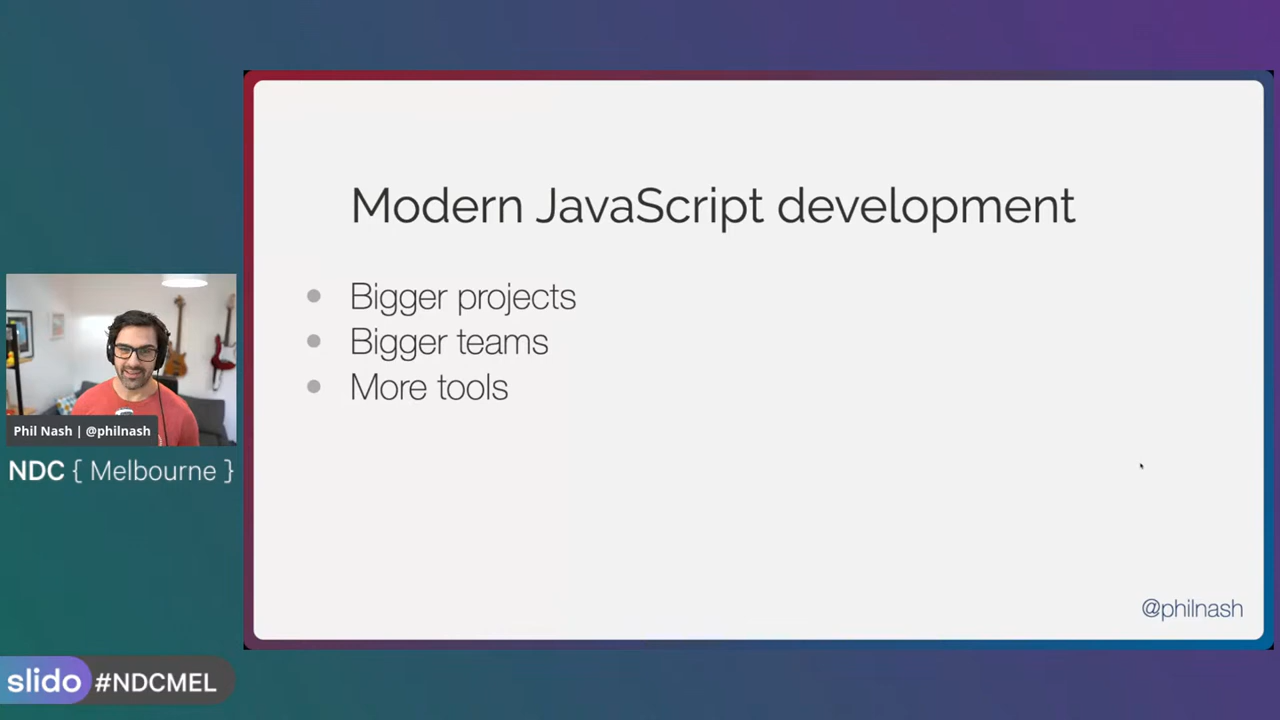 Modern JavaScript development
Bigger projects
Bigger teams
More tools
@philnash
Phil Nash | @philnash
NDC { Melbourne }
slido #NDCMEL